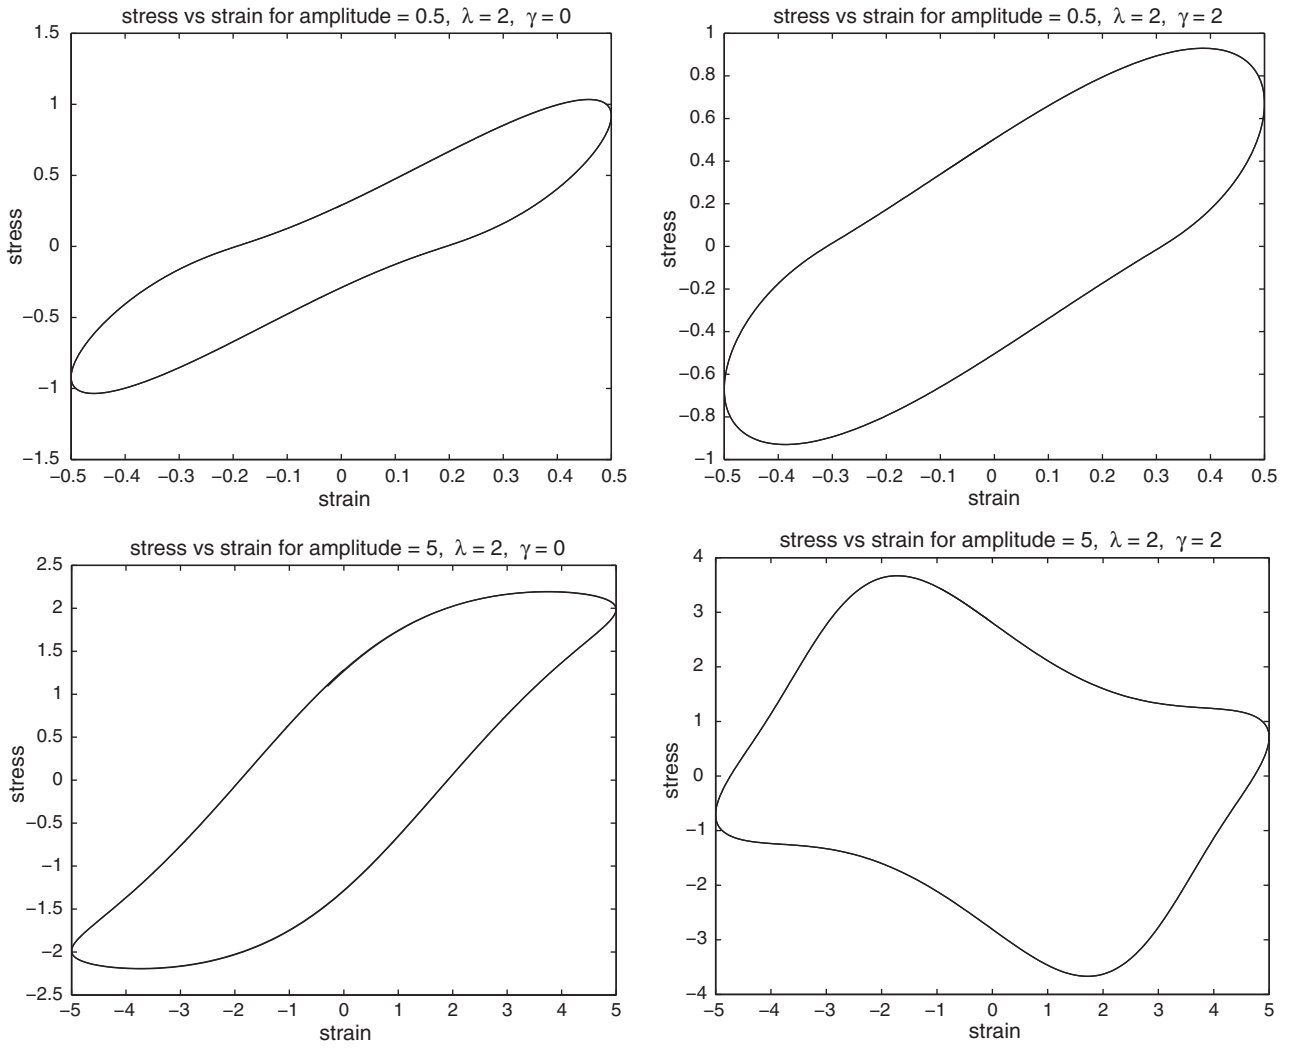 stress vs strain for amplitude = 0.5, λ = 2, γ = 0
1.5
1
0.5
0
−0.5
−1
−1.5
stress
−0.5 −0.4 −0.3 −0.2 −0.1 0 0.1 0.2 0.3 0.4 0.5
strain
stress vs strain for amplitude = 0.5, λ = 2, γ = 2
1
0.8
0.6
0.4
0.2
0
−0.2
−0.4
−0.6
−0.8
−1
stress
−0.5 −0.4 −0.3 −0.2 −0.1 0 0.1 0.2 0.3 0.4 0.5
strain
stress vs strain for amplitude = 5, λ = 2, γ = 0
2.5
2
1.5
1
0.5
0
−0.5
−1
−1.5
−2
−2.5
stress
−5 −4 −3 −2 −1 0 1 2 3 4 5
strain
stress vs strain for amplitude = 5, λ = 2, γ = 2
4
3
2
1
0
−1
−2
−3
−4
stress
−5 −4 −3 −2 −1 0 1 2 3 4 5
strain